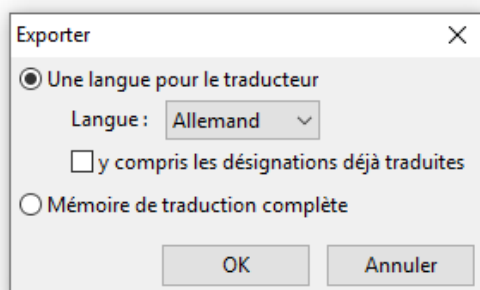 Exporter
Une langue pour le traducteur
Langue : Allemand
y compris les désignations déjà traduites
Mémoire de traduction complète
OK Annuler